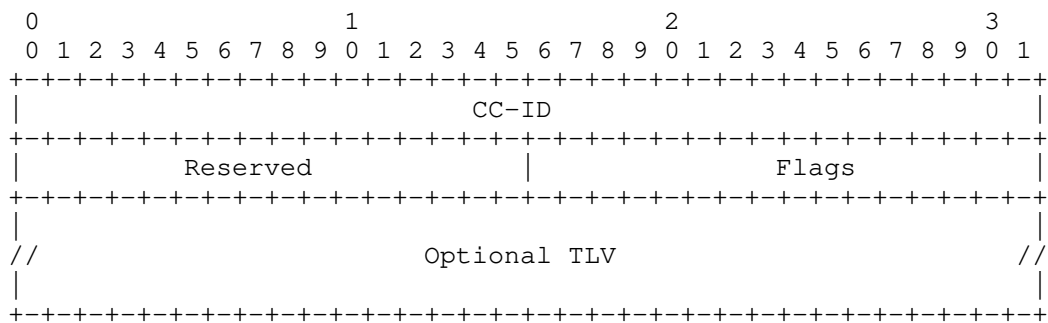 0                   1                   2                   3
0 1 2 3 4 5 6 7 8 9 0 1 2 3 4 5 6 7 8 9 0 1 2 3 4 5 6 7 8 9 0 1
+-+-+-+-+-+-+-+-+-+-+-+-+-+-+-+-+-+-+-+-+-+-+-+-+-+-+-+-+-+-+-+-+
|                             CC-ID                             |
+-+-+-+-+-+-+-+-+-+-+-+-+-+-+-+-+-+-+-+-+-+-+-+-+-+-+-+-+-+-+-+-+
|           Reserved            |             Flags             |
+-+-+-+-+-+-+-+-+-+-+-+-+-+-+-+-+-+-+-+-+-+-+-+-+-+-+-+-+-+-+-+-+
|                                                               |
//                        Optional TLV                         //
|                                                               |
+-+-+-+-+-+-+-+-+-+-+-+-+-+-+-+-+-+-+-+-+-+-+-+-+-+-+-+-+-+-+-+-+